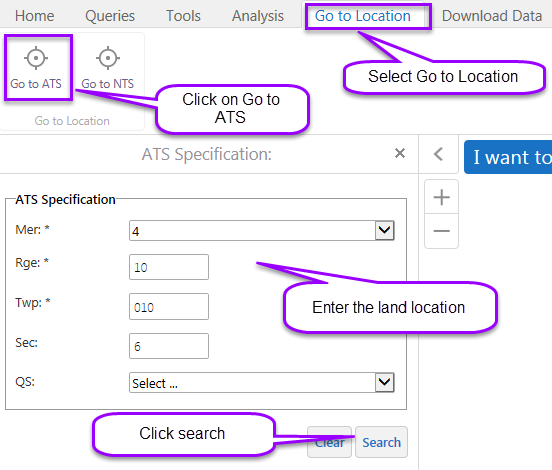 Home Queries Tools Analysis Go to Location Download Data
Go to ATS Go to NTS
Select Go to Location
Click on Go to
ATS
Go to Location
ATS Specification: ×
I want to
ATS Specification
Mer: * 4
Rge: * 10
Twp: * 010
Enter the land location
Sec: 6
QS: Select ...
Click search
Clear Search